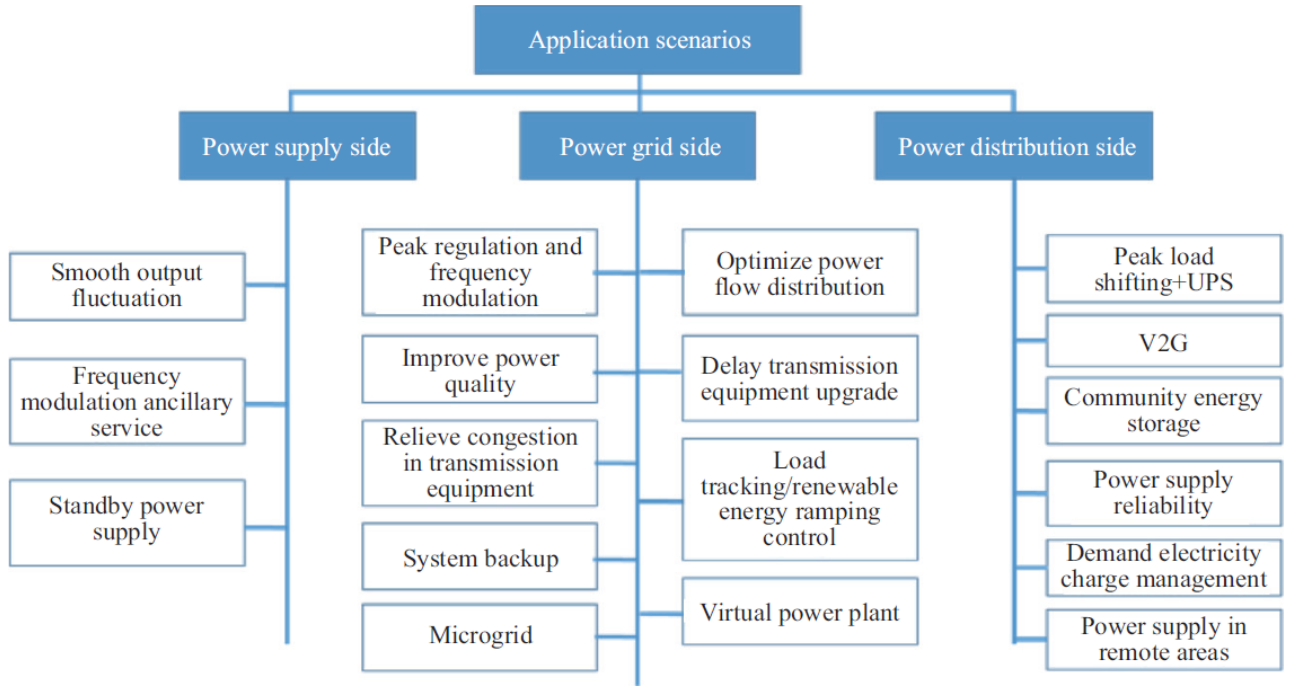 Application scenarios
Power supply side
Power grid side
Power distribution side
Smooth output
fluctuation
Frequency
modulation ancillary
service
Standby power
supply
Peak regulation and
frequency
modulation
Improve power
quality
Relieve congestion
in transmission
equipment
System backup
Microgrid
Optimize power
flow distribution
Delay transmission
equipment upgrade
Load
tracking/renewable
energy ramping
control
Virtual power plant
Peak load
shifting+UPS
V2G
Community energy
storage
Power supply
reliability
Demand electricity
charge management
Power supply in
remote areas